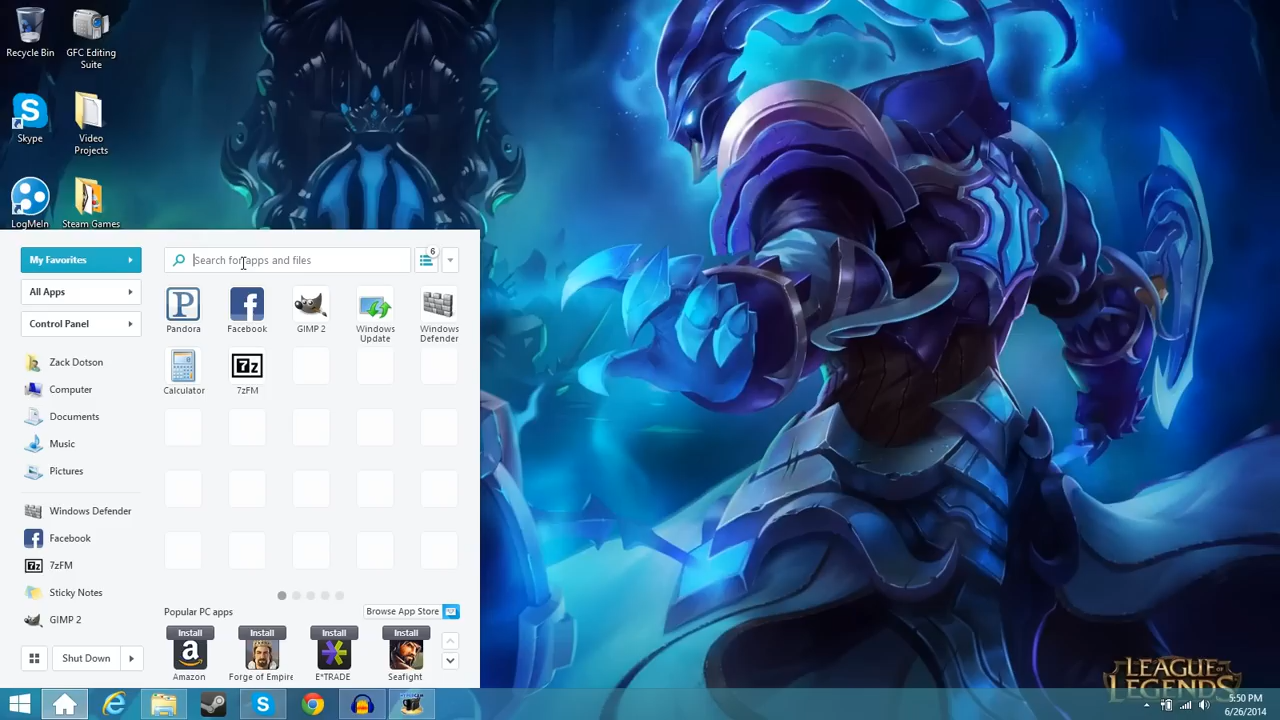 Recycle Bin
GFC Editing
Suite
Skype
Video
Projects
LogMeIn
Steam Games
My Favorites
Search for apps and files
6
All Apps
Control Panel
Pandora
Facebook
GIMP 2
Windows
Update
Windows
Defender
Calculator
7z
7zFM
Zack Dotson
Computer
Documents
Music
Pictures
Windows Defender
Facebook
7z
7zFM
Sticky Notes
GIMP 2
Popular PC apps
Browse App Store
Install
Install
Install
Install
Amazon
Forge of Empire
E*TRADE
Seafight
Shut Down
LEAGUE OF
LEGENDS
5:50 PM
6/26/2014